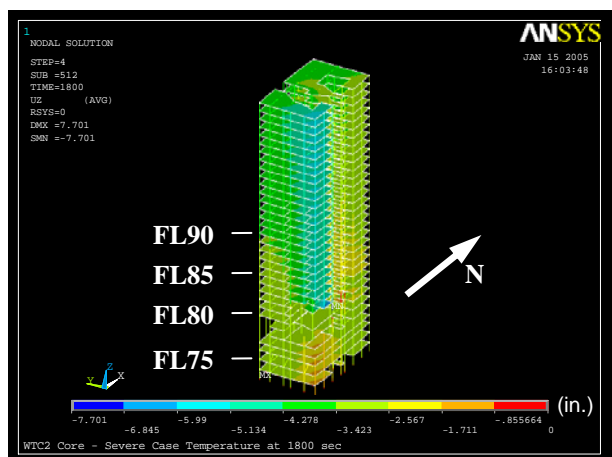 1
NODAL SOLUTION
STEP=4
SUB =512
TIME=1800
UZ (AVG)
RSYS=0
DMX =7.701
SMN =-7.701
ANSYS
JAN 15 2005
16:03:48
FL90
FL85
FL80
FL75
N
MX
Z
Y
X
(in.)
-7.701 -5.99 -4.278 -2.567 -.855664
-6.845 -5.134 -3.423 -1.711 0
WTC2 Core - Severe Case Temperature at 1800 sec